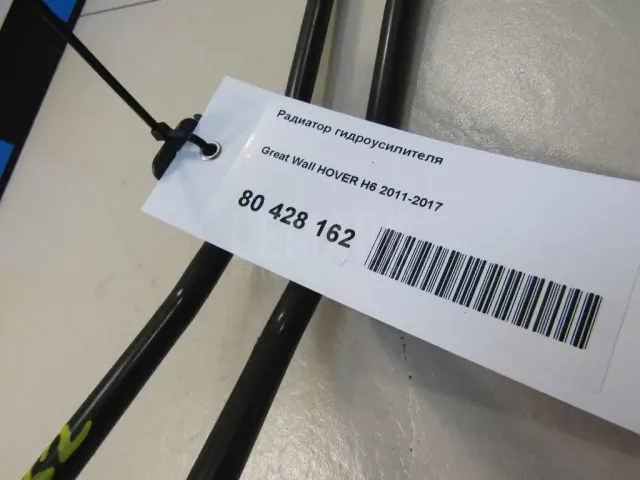 Радиатор гидроусилителя
Great Wall HOVER H6 2011-2017
80 428 162